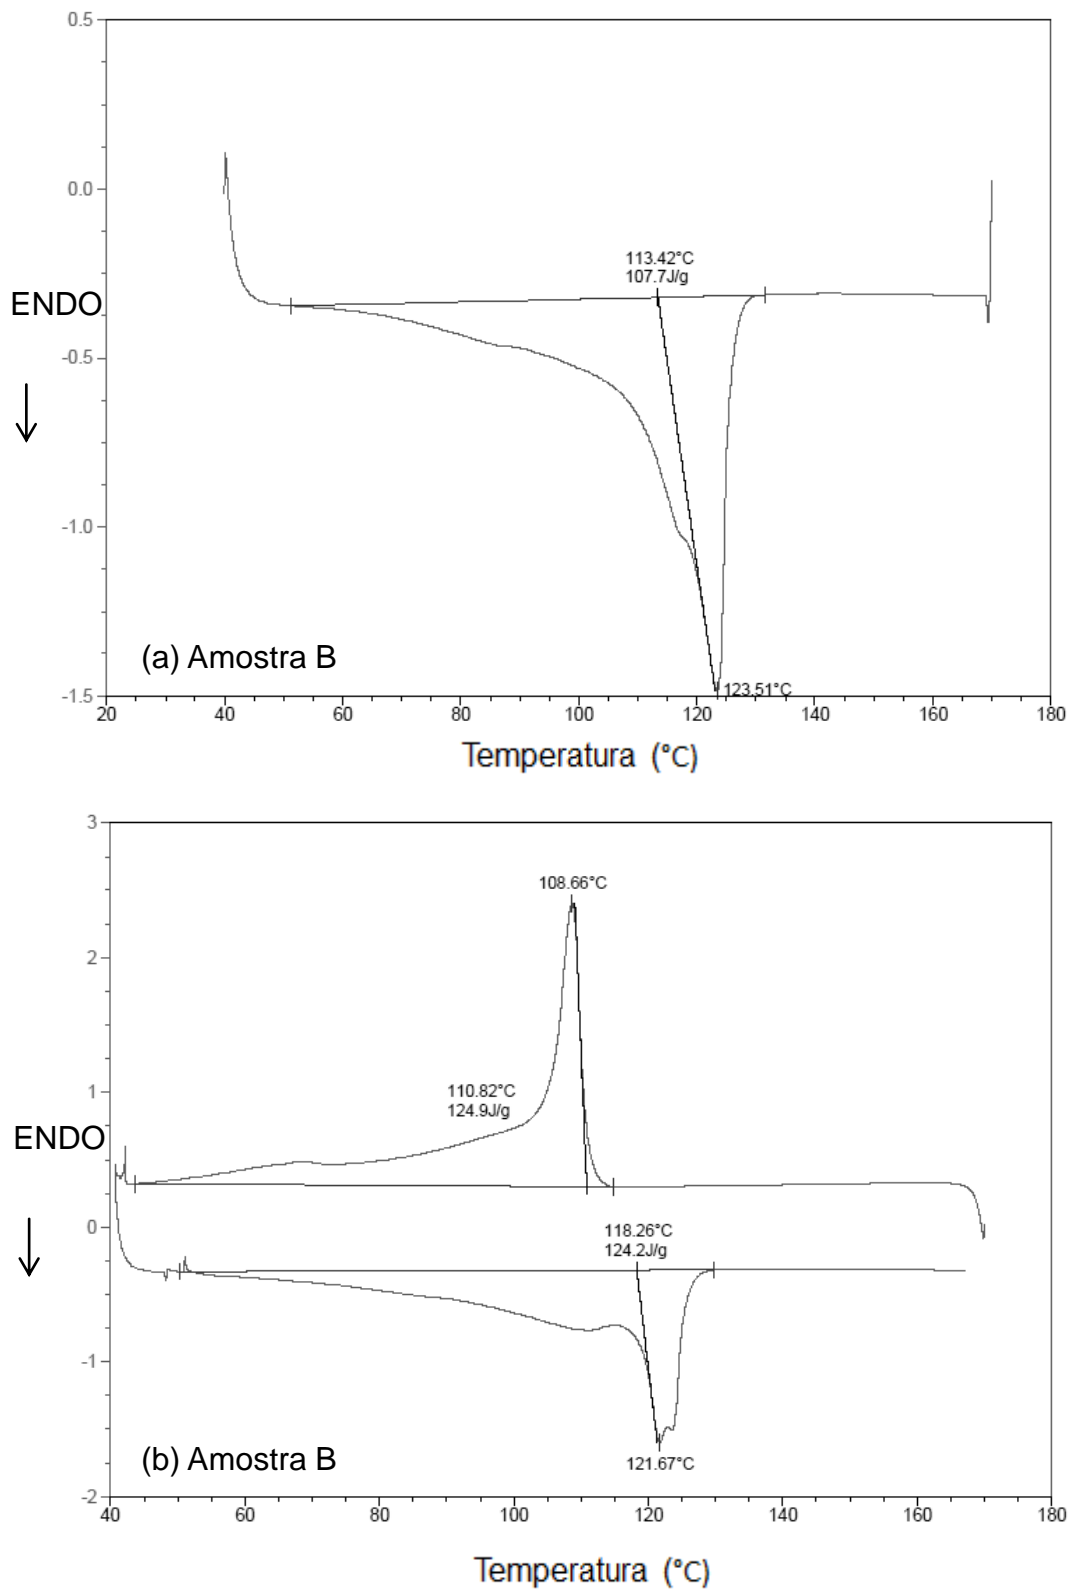 0.5
0.0
113.42°C
107.7J/g
ENDO
-0.5
-1.0
(a) Amostra B
-1.5
123.51°C
20 40 60 80 100 120 140 160 180
Temperatura (°C)
3
108.66°C
2
110.82°C
124.9J/g
1
ENDO
118.26°C
124.2J/g
0
-1
(b) Amostra B
121.67°C
-2
40 60 80 100 120 140 160 180
Temperatura (°C)